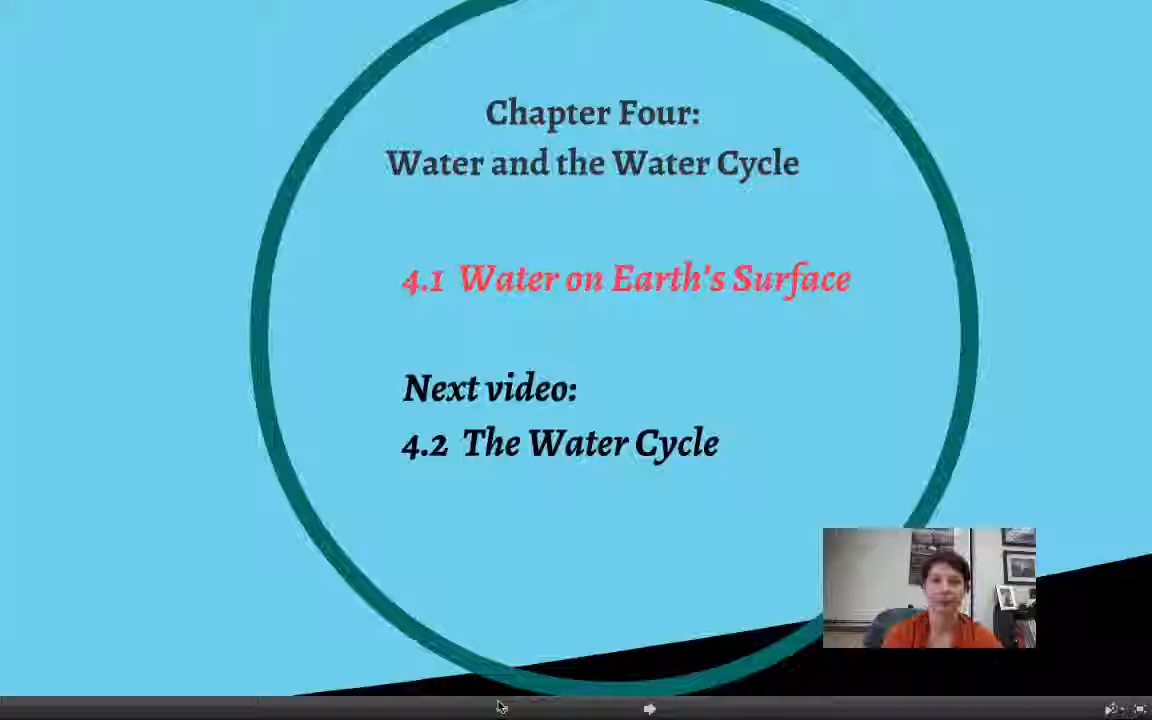 Chapter Four:
Water and the Water Cycle
4.1 Water on Earth's Surface
Next video:
4.2 The Water Cycle